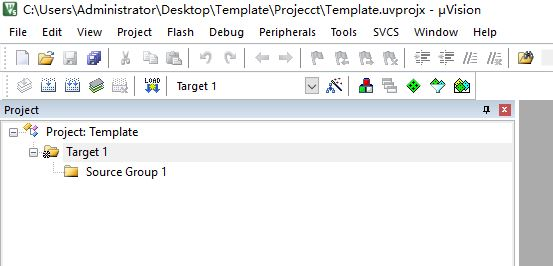 C:\Users\Administrator\Desktop\Template\Projecct\Template.uvprojx - µVision
File Edit View Project Flash Debug Peripherals Tools SVCS Window Help
LOAD Target 1
Project
Project: Template
Target 1
Source Group 1